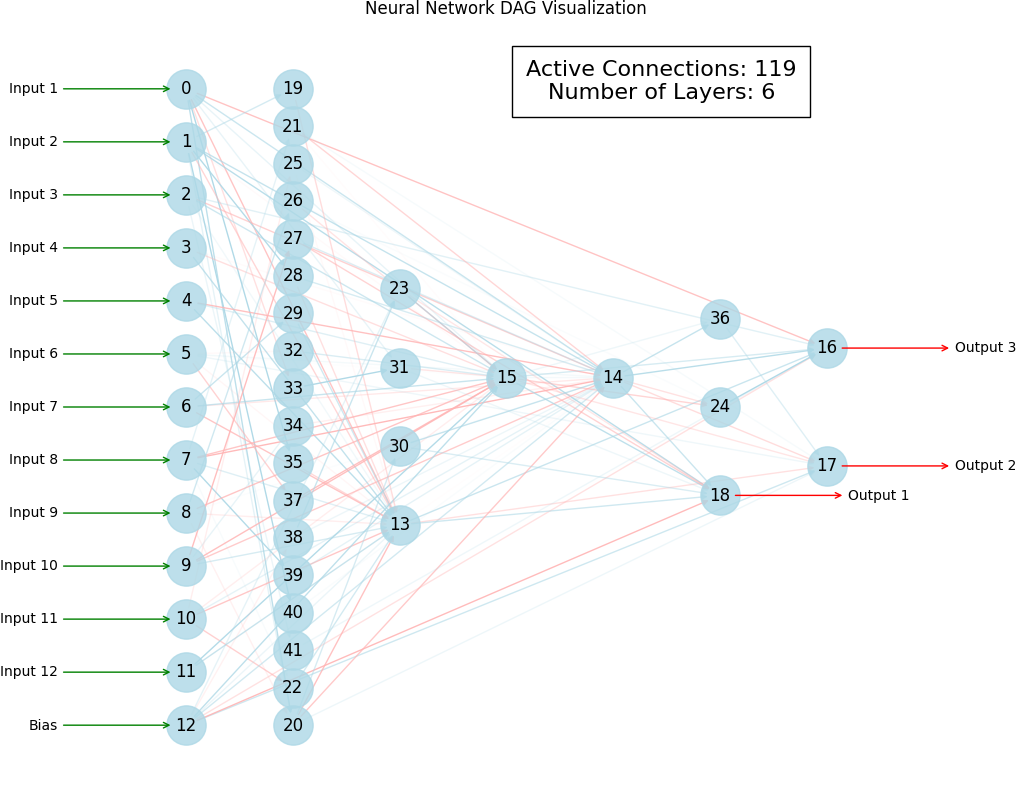 Neural Network DAG Visualization
Active Connections: 119
Number of Layers: 6
Input 1
Input 2
Input 3
Input 4
Input 5
Input 6
Input 7
Input 8
Input 9
Input 10
Input 11
Input 12
Bias
0
1
2
3
4
5
6
7
8
9
10
11
12
19
21
25
26
27
28
29
32
33
34
35
37
38
39
40
41
22
20
23
31
30
13
15
14
36
24
18
16
17
Output 3
Output 2
Output 1